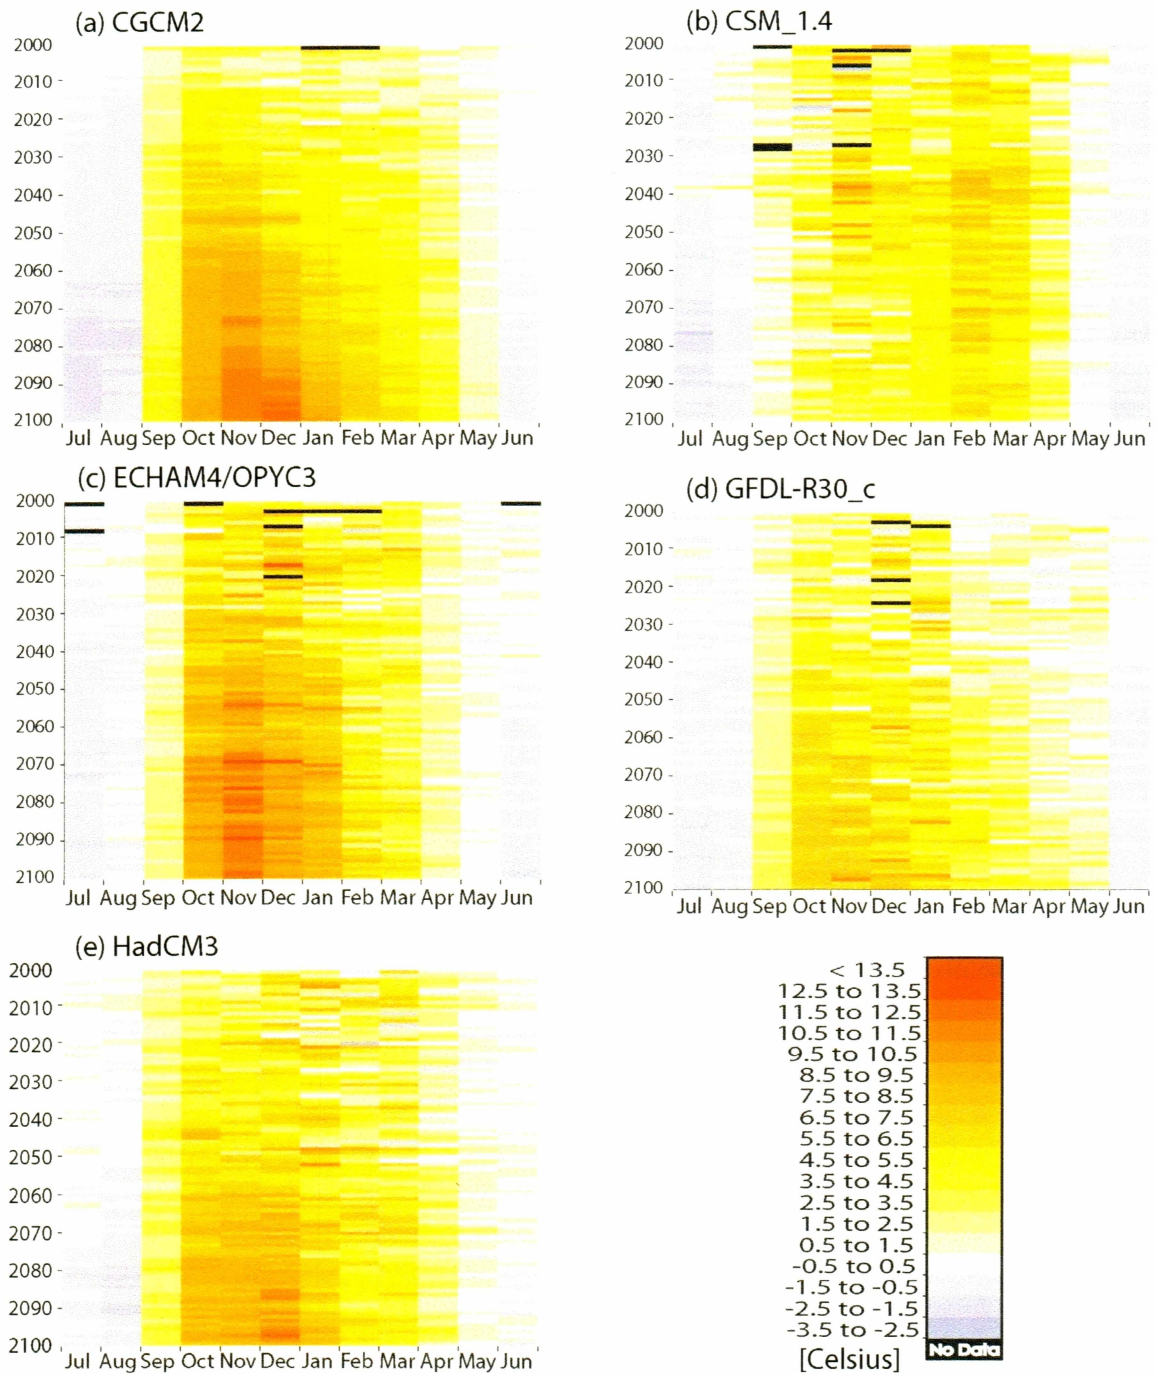 (a) CGCM2
2000
2010
2020
2030
2040
2050
2060
2070
2080
2090
2100
Jul Aug Sep Oct Nov Dec Jan Feb Mar Apr May Jun
(b) CSM_1.4
2000
2010
2020
2030
2040
2050
2060
2070
2080
2090
2100
Jul Aug Sep Oct Nov Dec Jan Feb Mar Apr May Jun
(c) ECHAM4/OPYC3
2000
2010
2020
2030
2040
2050
2060
2070
2080
2090
2100
Jul Aug Sep Oct Nov Dec Jan Feb Mar Apr May Jun
(d) GFDL-R30_c
2000
2010
2020
2030
2040
2050
2060
2070
2080
2090
2100
Jul Aug Sep Oct Nov Dec Jan Feb Mar Apr May Jun
(e) HadCM3
2000
2010
2020
2030
2040
2050
2060
2070
2080
2090
2100
Jul Aug Sep Oct Nov Dec Jan Feb Mar Apr May Jun
< 13.5
12.5 to 13.5
11.5 to 12.5
10.5 to 11.5
9.5 to 10.5
8.5 to 9.5
7.5 to 8.5
6.5 to 7.5
5.5 to 6.5
4.5 to 5.5
3.5 to 4.5
2.5 to 3.5
1.5 to 2.5
0.5 to 1.5
-0.5 to 0.5
-1.5 to -0.5
-2.5 to -1.5
-3.5 to -2.5
No Data
[Celsius]